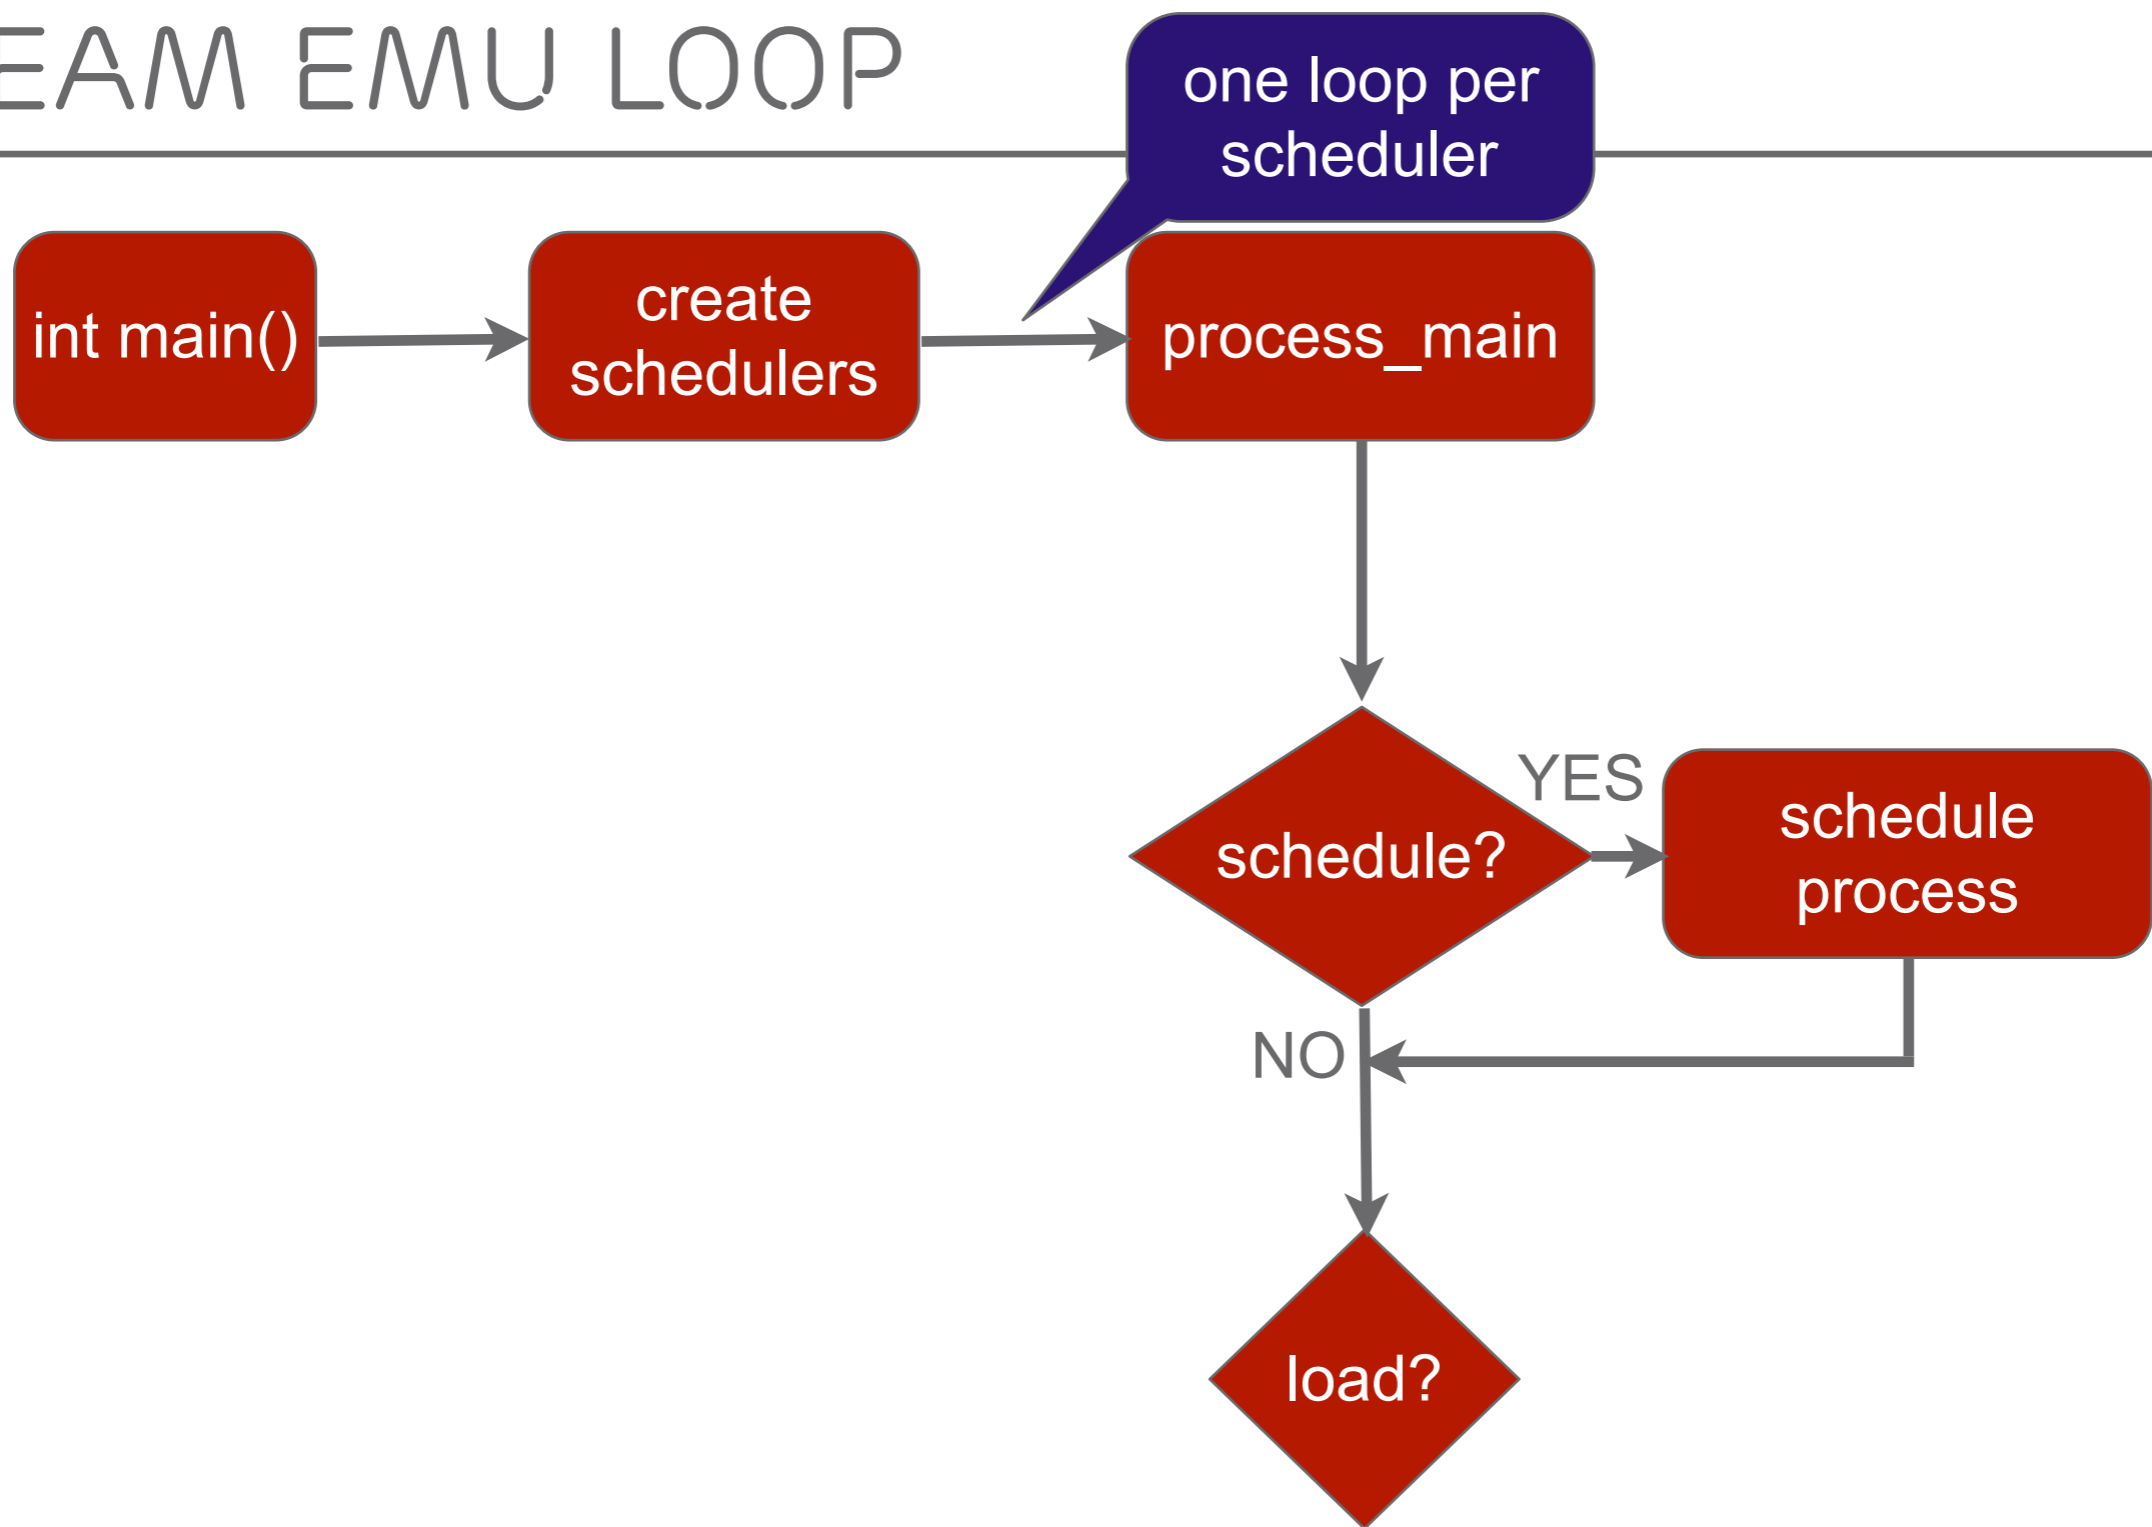 EAM EMU LOOP
one loop per
scheduler
int main()
create
schedulers
process_main
YES
schedule?
schedule
process
NO
load?